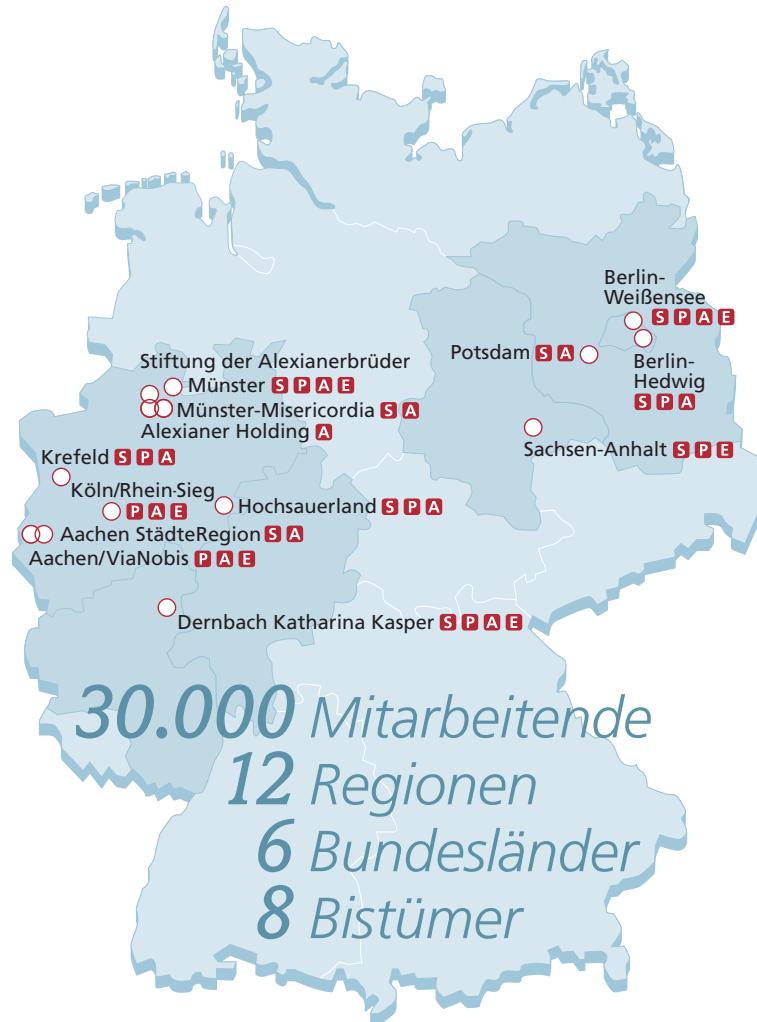 Berlin-
Weißensee
S P A E
Potsdam S A
Berlin-
Hedwig
S P A
Sachsen-Anhalt S P E
Stiftung der Alexianerbrüder
Münster S P A E
Münster-Misericordia S A
Alexianer Holding A
Krefeld S P A
Köln/Rhein-Sieg
P A E
Hochsauerland S P A
Aachen StädteRegion S A
Aachen/ViaNobis P A E
Dernbach Katharina Kasper S P A E
30.000 Mitarbeitende
12 Regionen
6 Bundesländer
8 Bistümer